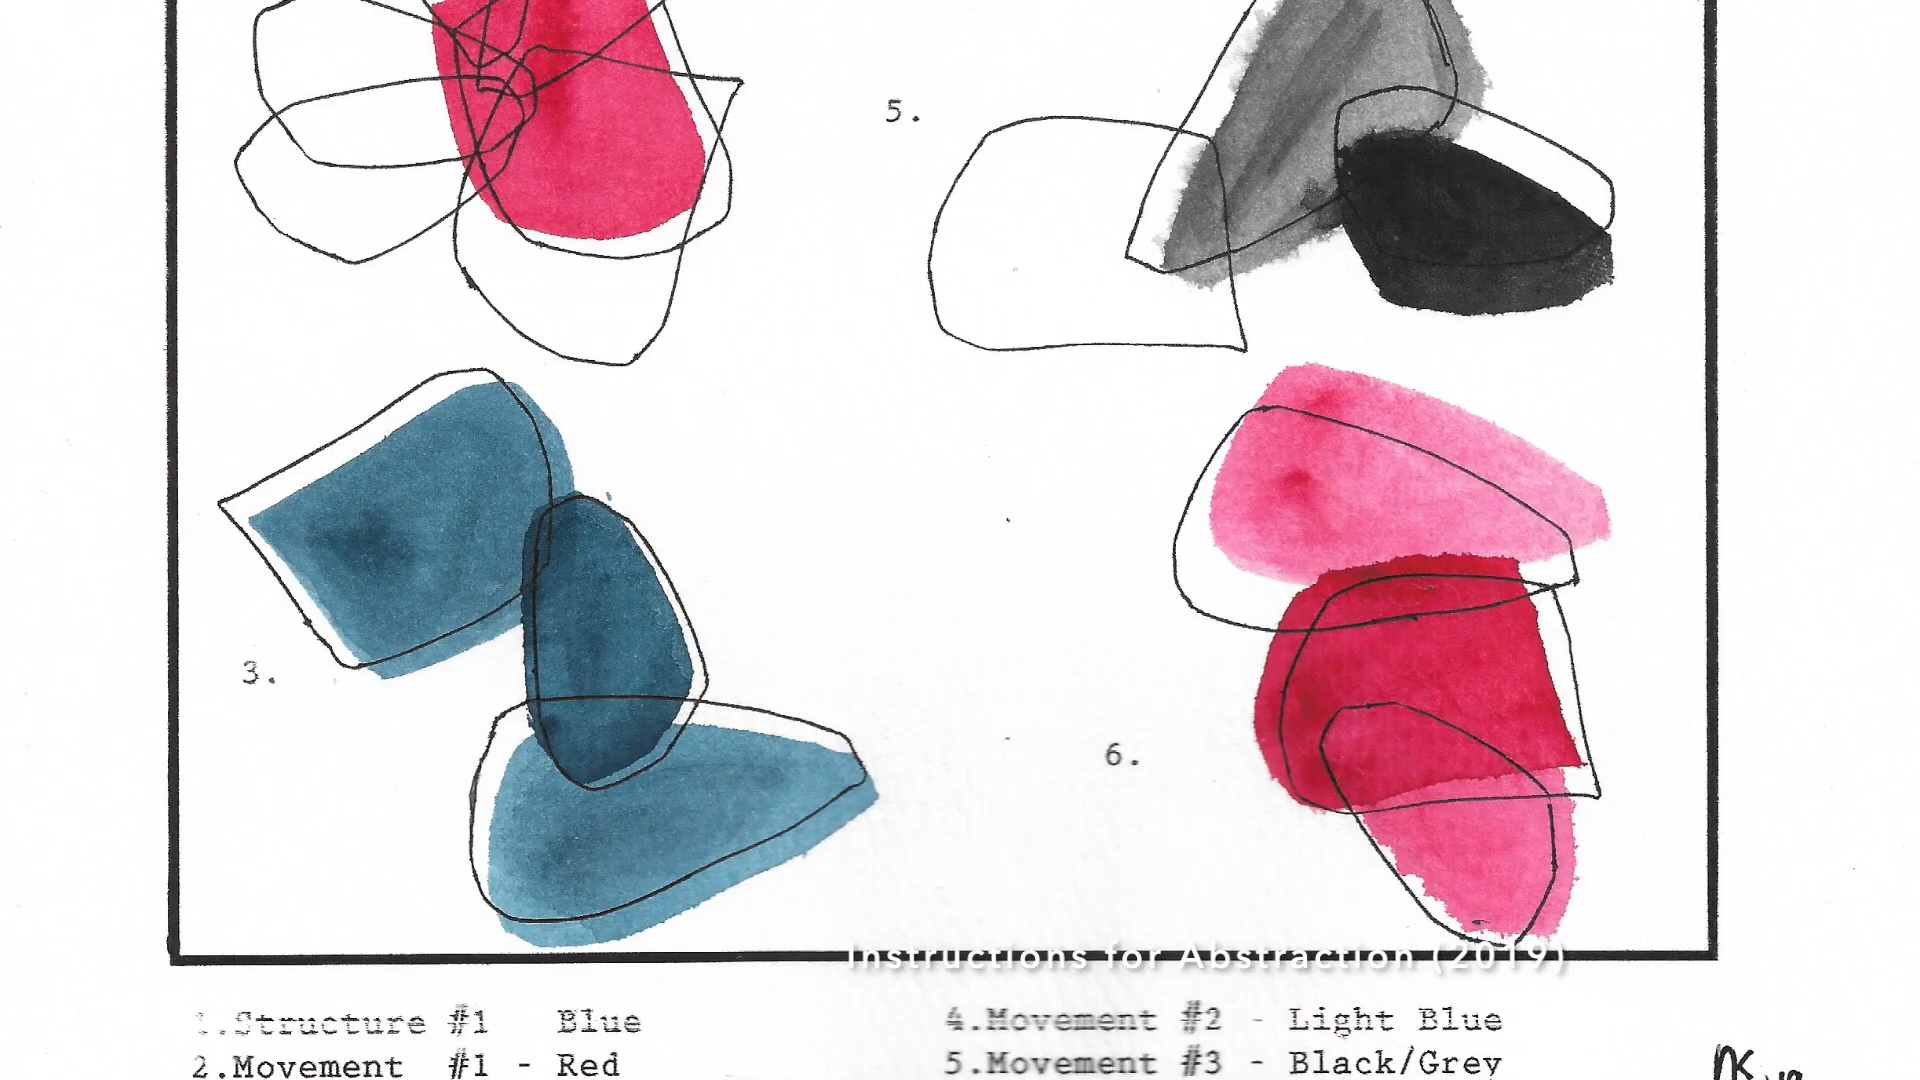 5.
3.
6.
Instructions for Abstraction (2019)
1.Structure #1 Blue
2.Movement #1 - Red
4.Movement #2 - Light Blue
5.Movement #3 - Black/Grey